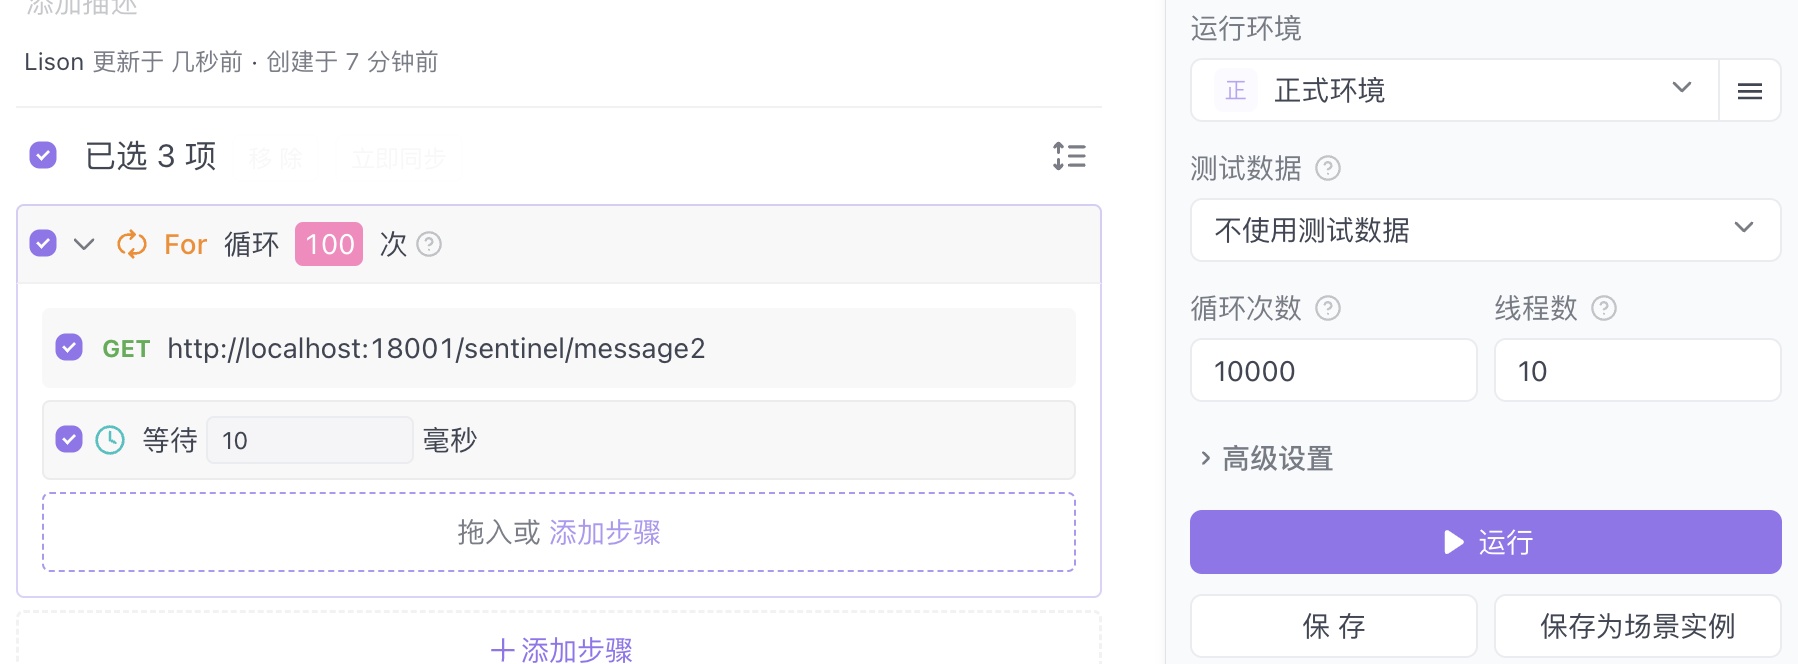 添加描述
Lison 更新于 几秒前 · 创建于 7 分钟前
已选 3 项 移 除 立即同步
For 循环 100 次
GET http://localhost:18001/sentinel/message2
等待 10 毫秒
拖入或 添加步骤
添加步骤
运行环境
正 正式环境
测试数据
不使用测试数据
循环次数 线程数
10000 10
高级设置
运行
保 存 保存为场景实例